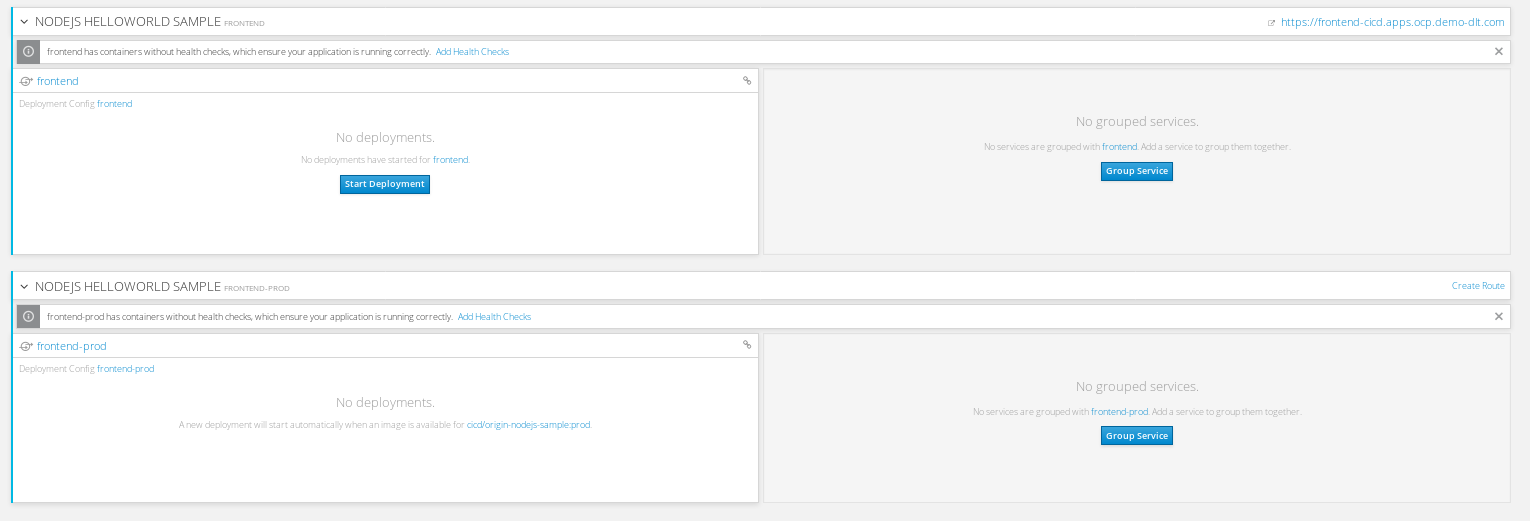 NODEJS HELLOWORLD SAMPLE FRONTEND
https://frontend-cicd.apps.ocp.demo-dlt.com
frontend has containers without health checks, which ensure your application is running correctly. Add Health Checks
frontend
Deployment Config frontend
No deployments.
No deployments have started for frontend.
Start Deployment
No grouped services.
No services are grouped with frontend. Add a service to group them together.
Group Service
NODEJS HELLOWORLD SAMPLE FRONTEND-PROD
Create Route
frontend-prod has containers without health checks, which ensure your application is running correctly. Add Health Checks
frontend-prod
Deployment Config frontend-prod
No deployments.
A new deployment will start automatically when an image is available for cicd/origin-nodejs-sample:prod.
No grouped services.
No services are grouped with frontend-prod. Add a service to group them together.
Group Service